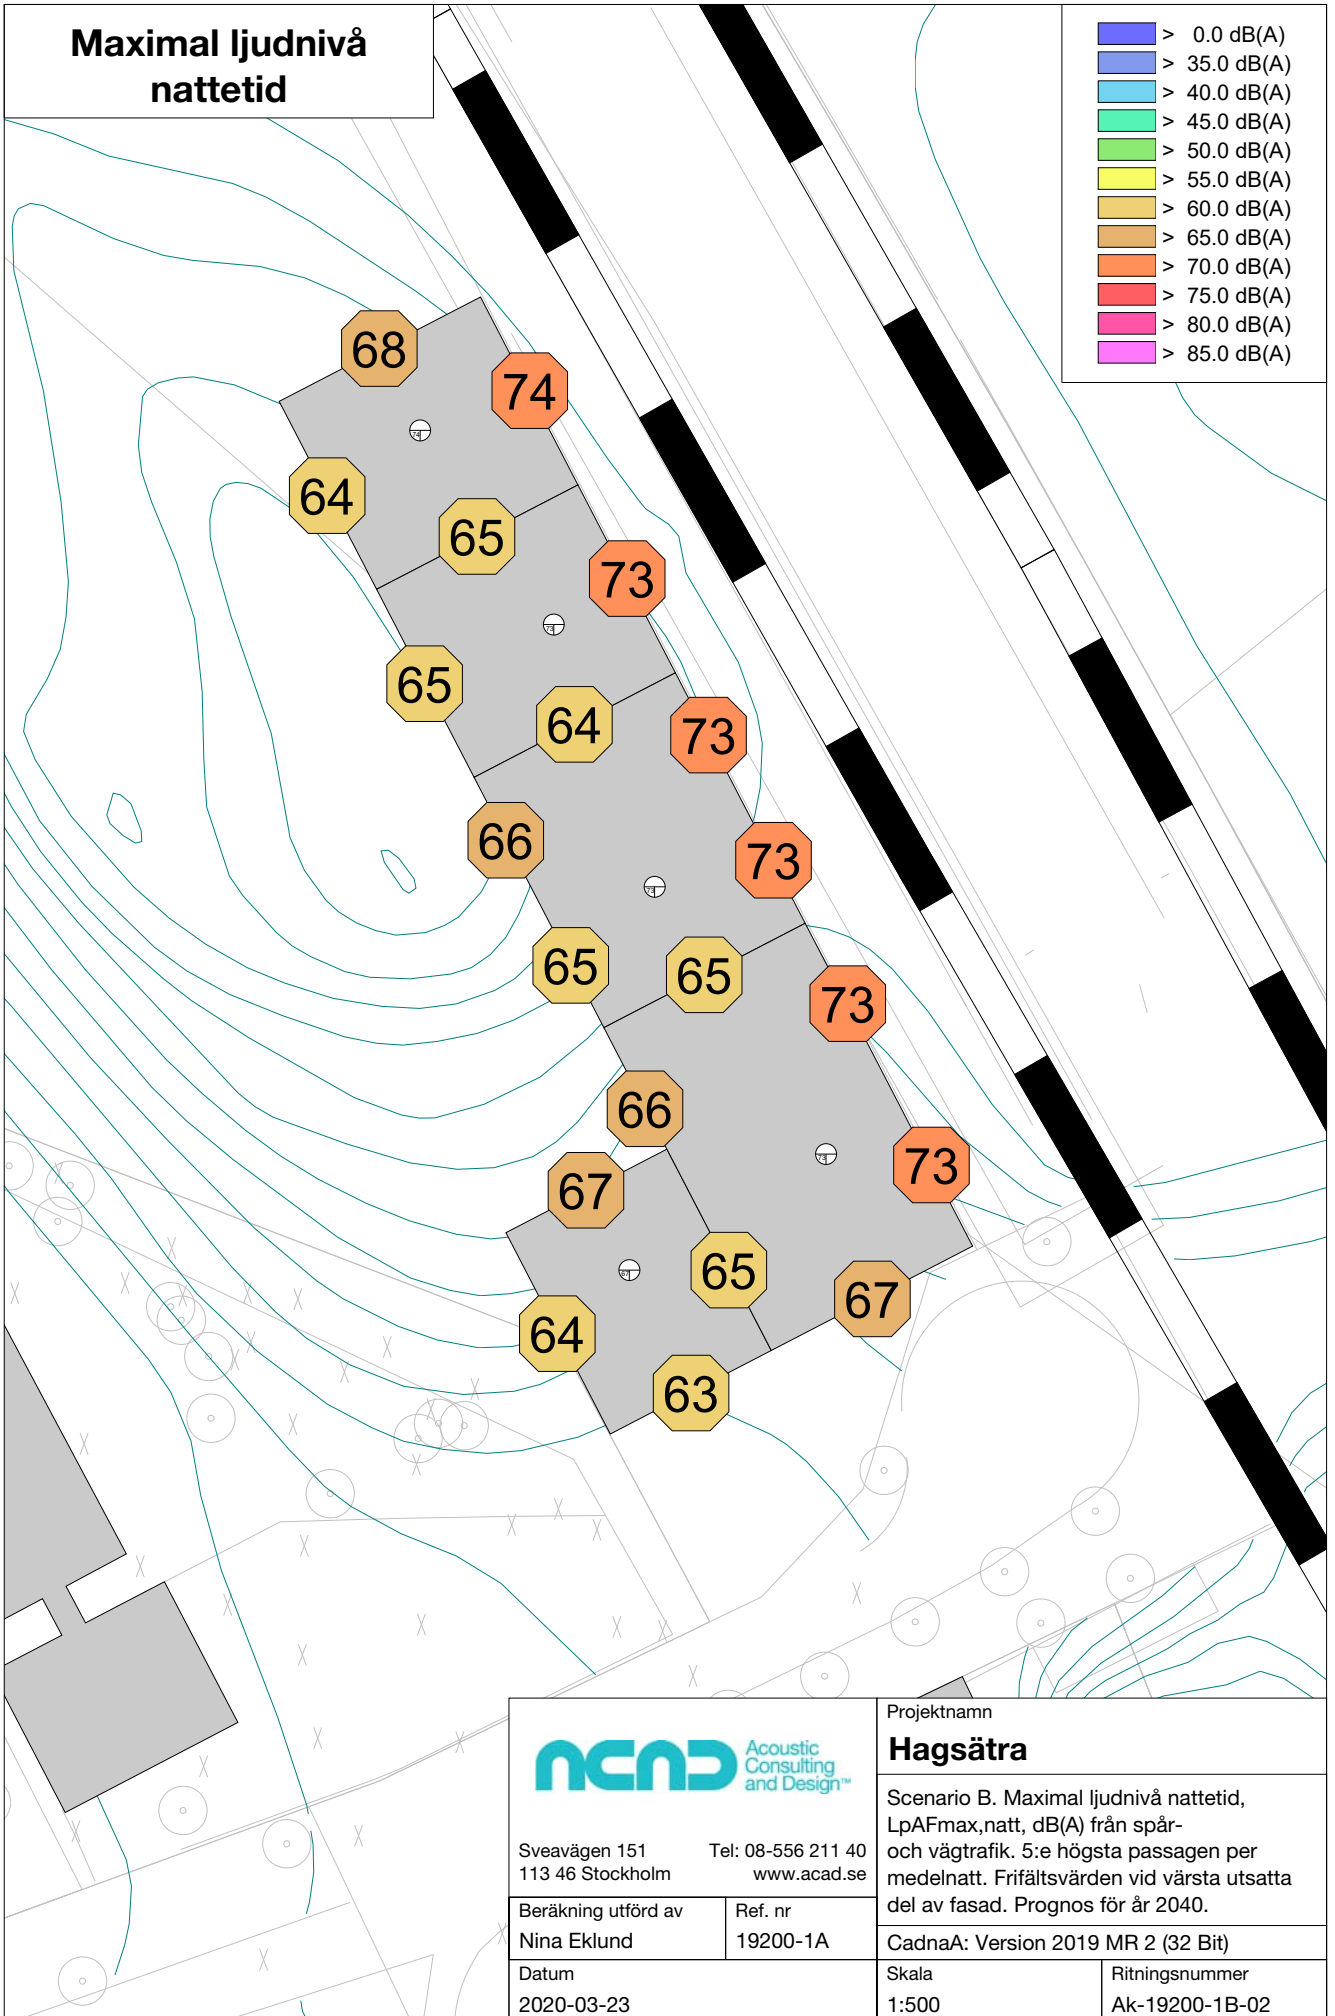 Maximal ljudnivå
nattetid
> 0.0 dB(A)
> 35.0 dB(A)
> 40.0 dB(A)
> 45.0 dB(A)
> 50.0 dB(A)
> 55.0 dB(A)
> 60.0 dB(A)
> 65.0 dB(A)
> 70.0 dB(A)
> 75.0 dB(A)
> 80.0 dB(A)
> 85.0 dB(A)
68
74
74
64
65
73
73
65
64
73
66
73
73
65
65
73
66
73
73
67
65
67
67
64
63
ACAD
Acoustic
Consulting
and Design™
Sveavägen 151
113 46 Stockholm
Tel: 08-556 211 40
www.acad.se
Beräkning utförd av
Nina Eklund
Ref. nr
19200-1A
Datum
2020-03-23
Projektnamn
Hagsätra
Scenario B. Maximal ljudnivå nattetid,
LpAFmax,natt, dB(A) från spår-
och vägtrafik. 5:e högsta passagen per
medelnatt. Frifältsvärden vid värsta utsatta
del av fasad. Prognos för år 2040.
CadnaA: Version 2019 MR 2 (32 Bit)
Skala
1:500
Ritningsnummer
Ak-19200-1B-02